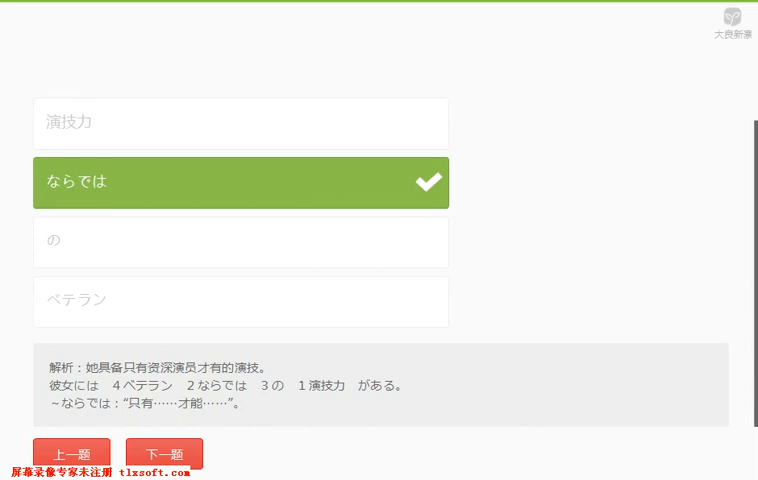 大良新豪
演技力
ならでは
の
ベテラン
解析：她具备只有资深演员才有的演技。
彼女には　４ベテラン　２ならでは　３の　１演技力　がある。
～ならでは：“只有……才能……”。
上一题 下一题
屏幕录像专家未注册 tlxsoft.com